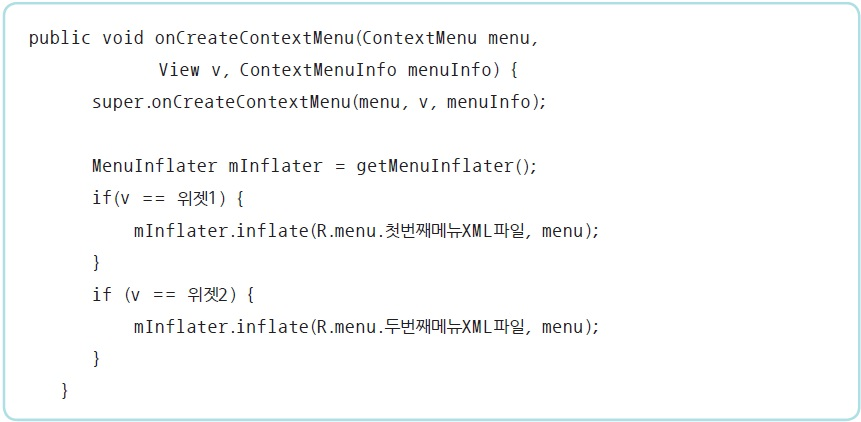 public void onCreateContextMenu(ContextMenu menu,
View v, ContextMenuInfo menuInfo) {
super.onCreateContextMenu(menu, v, menuInfo);
MenuInflater mInflater = getMenuInflater();
if(v == 위젯1) {
mInflater.inflate(R.menu.첫번째메뉴XML파일, menu);
}
if (v == 위젯2) {
mInflater.inflate(R.menu.두번째메뉴XML파일, menu);
}
}